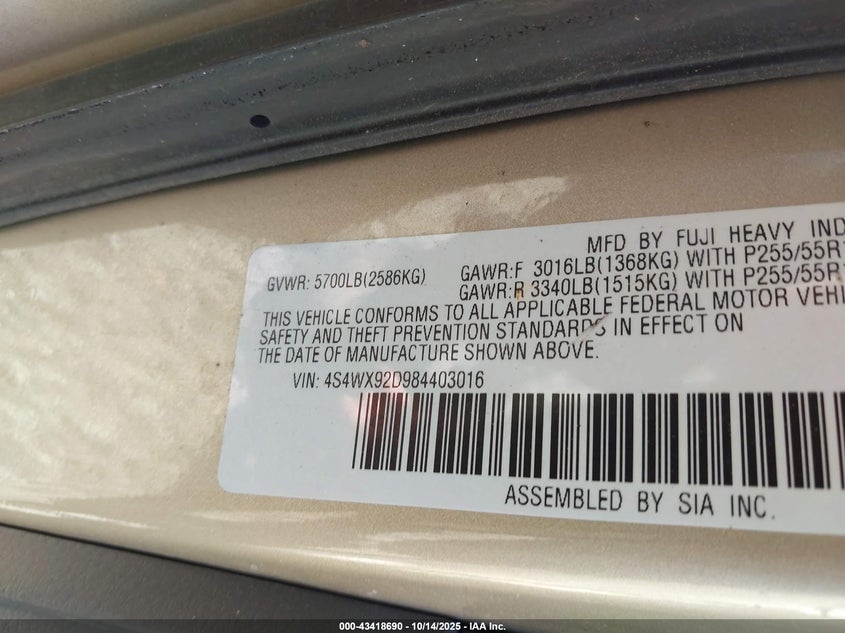 MFD BY FUJI HEAVY IND
GVWR: 5700LB(2586KG) GAWR:F 3016LB(1368KG) WITH P255/55R1
GAWR:R 3340LB(1515KG) WITH P255/55R1
THIS VEHICLE CONFORMS TO ALL APPLICABLE FEDERAL MOTOR VEHI
SAFETY AND THEFT PREVENTION STANDARDS IN EFFECT ON
THE DATE OF MANUFACTURE SHOWN ABOVE.
VIN: 4S4WX92D984403016
ASSEMBLED BY SIA INC.
000-43418690 | 10/14/2025 - IAA Inc.